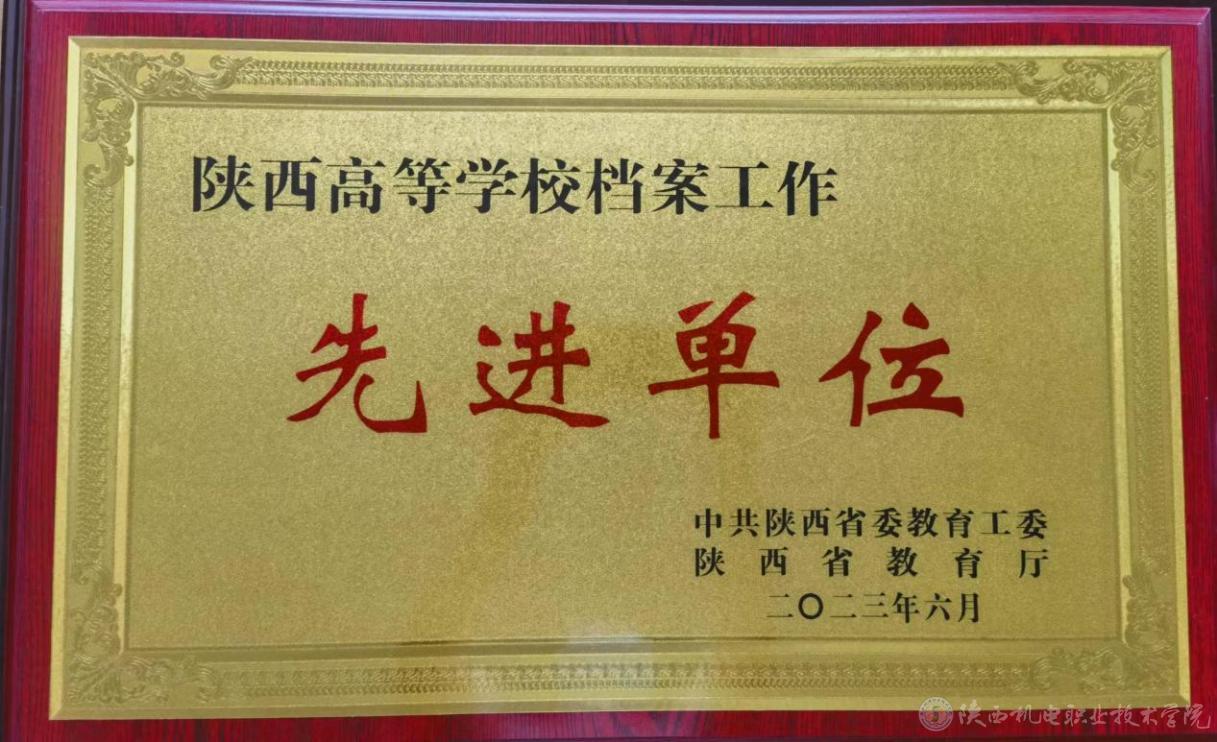 陕西高等学校档案工作
先进单位
中共陕西省委教育工委
陕西省教育厅
二〇二三年六月
陕西机电职业技术学院